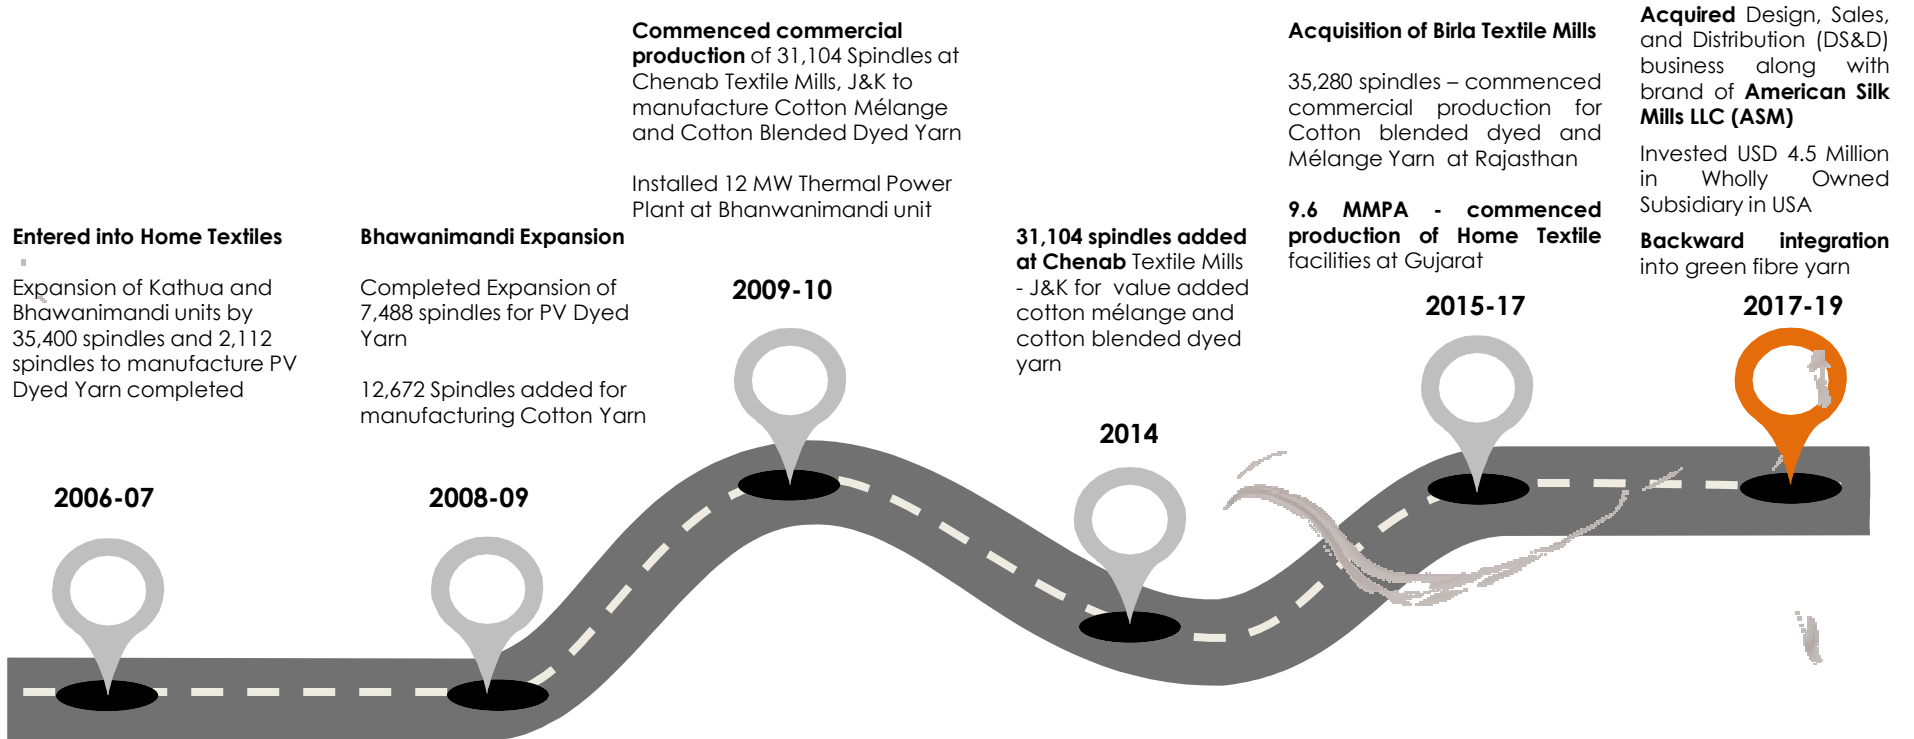 Entered into Home Textiles
Expansion of Kathua and
Bhawanimandi units by
35,400 spindles and 2,112
spindles to manufacture PV
Dyed Yarn completed
2006-07
Bhawanimandi Expansion
Completed Expansion of
7,488 spindles for PV Dyed
Yarn
12,672 Spindles added for
manufacturing Cotton Yarn
2008-09
Commenced commercial
production of 31,104 Spindles at
Chenab Textile Mills, J&K to
manufacture Cotton Mélange
and Cotton Blended Dyed Yarn
Installed 12 MW Thermal Power
Plant at Bhanwanimandi unit
2009-10
31,104 spindles added
at Chenab Textile Mills
- J&K for value added
cotton mélange and
cotton blended dyed
yarn
2014
Acquisition of Birla Textile Mills
35,280 spindles – commenced
commercial production for
Cotton blended dyed and
Mélange Yarn at Rajasthan
9.6 MMPA - commenced
production of Home Textile
facilities at Gujarat
2015-17
Acquired Design, Sales,
and Distribution (DS&D)
business along with
brand of American Silk
Mills LLC (ASM)
Invested USD 4.5 Million
in Wholly Owned
Subsidiary in USA
Backward integration
into green fibre yarn
2017-19